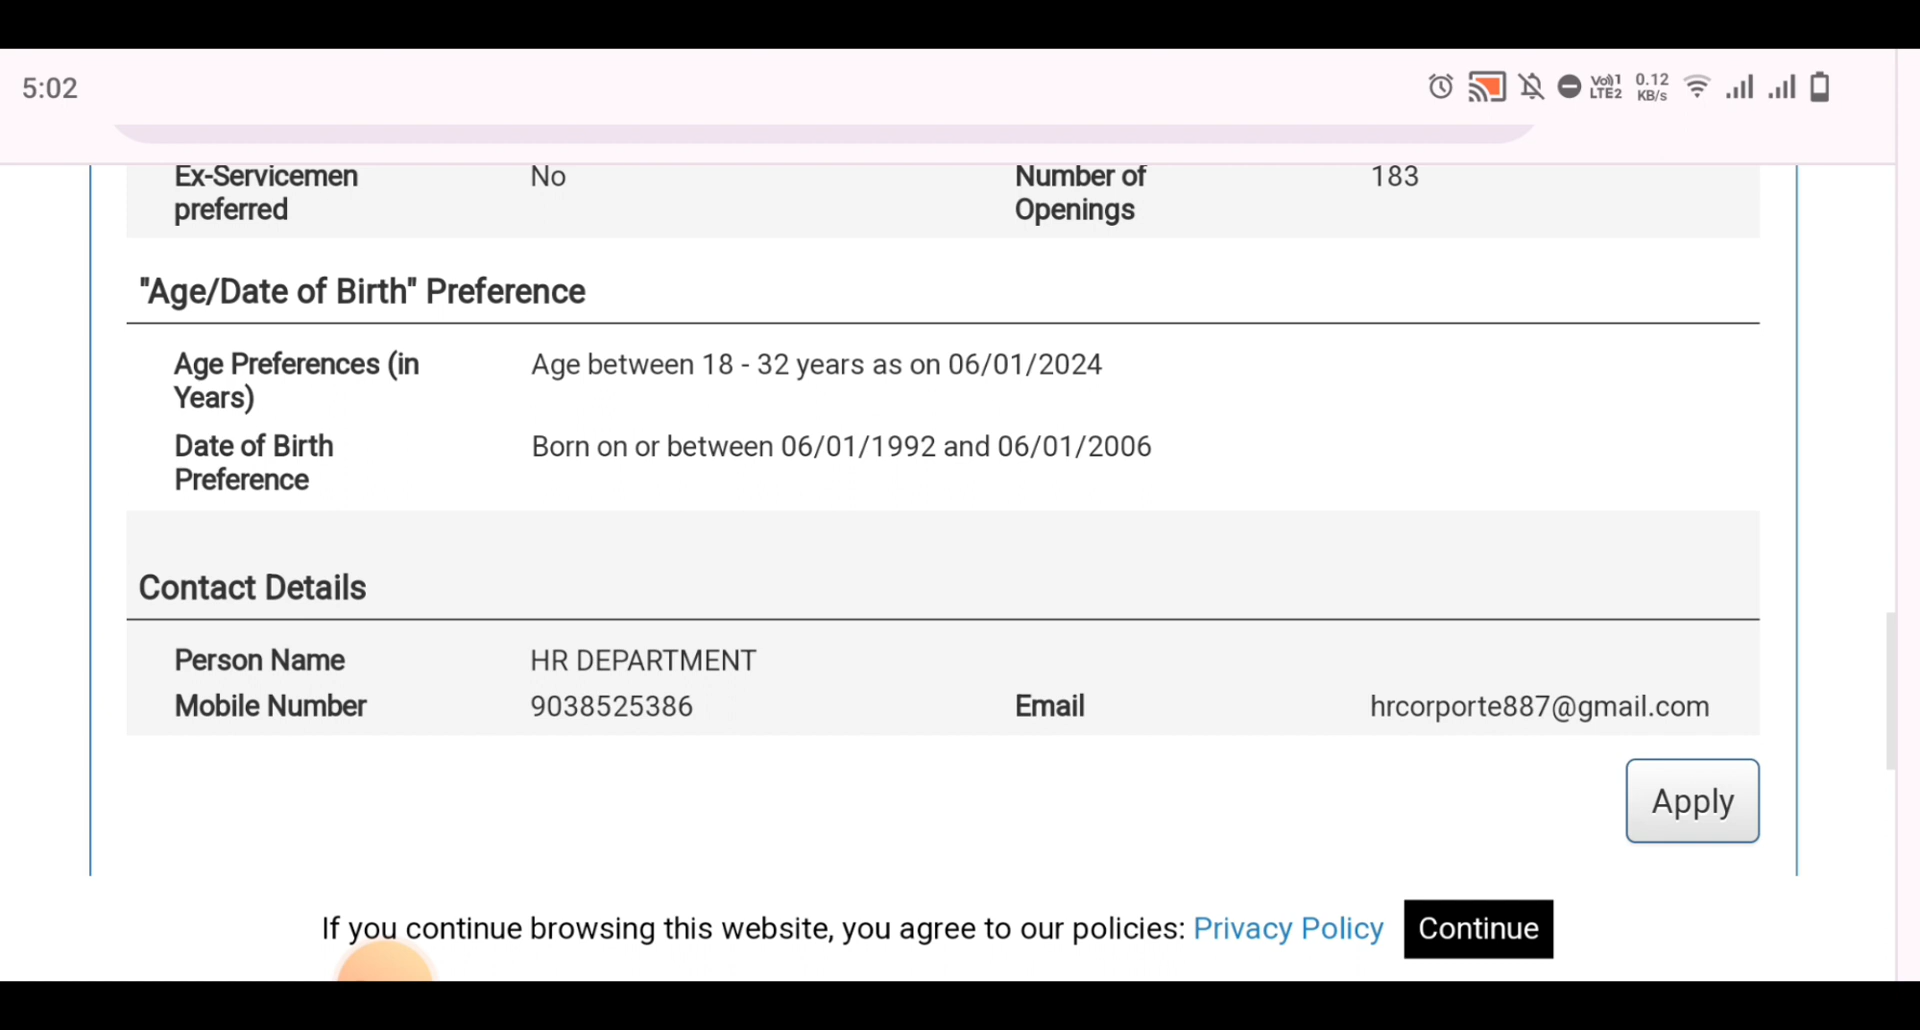 5:02
Vo)) 1
LTE2
0.12
KB/s
Ex-Servicemen preferred
No
Number of Openings
183
"Age/Date of Birth" Preference
Age Preferences (in Years)
Age between 18 - 32 years as on 06/01/2024
Date of Birth Preference
Born on or between 06/01/1992 and 06/01/2006
Contact Details
Person Name
HR DEPARTMENT
Mobile Number
9038525386
Email
hrcorporte887@gmail.com
Apply
If you continue browsing this website, you agree to our policies: Privacy Policy
Continue